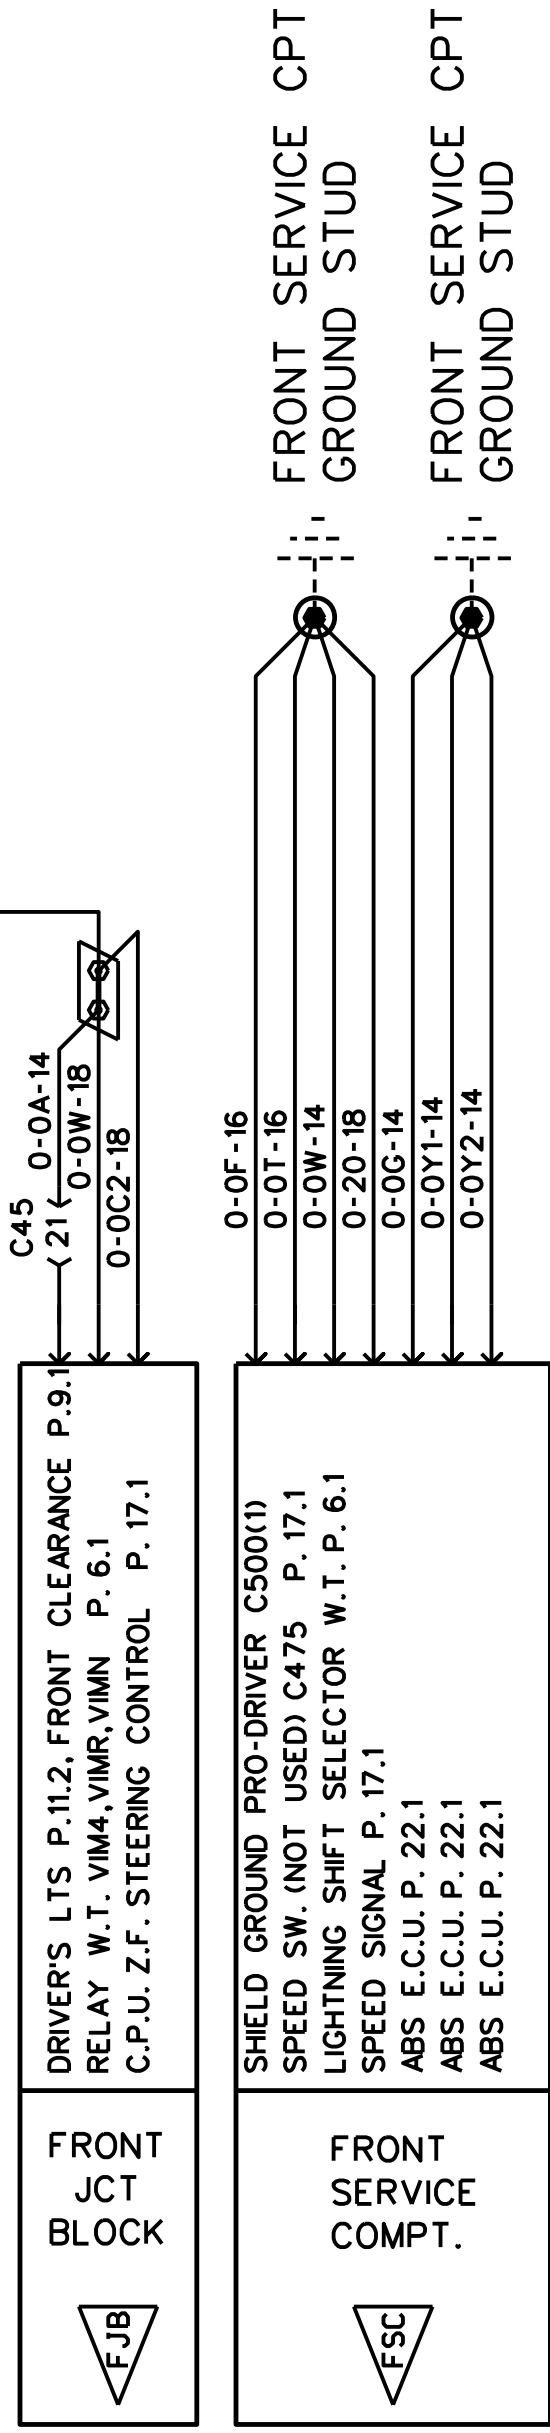 C45
21
0-0A-14
0-0W-18
0-0C2-18
FRONT
JCT
BLOCK
FJB
DRIVER'S LTS P.11.2, FRONT CLEARANCE P.9.1
RELAY W.T. VIM4,VIMR,VIMN P. 6.1
C.P.U. Z.F. STEERING CONTROL P. 17.1
0-0F-16
0-0T-16
0-0W-14
0-20-18
0-0G-14
0-0Y1-14
0-0Y2-14
FRONT SERVICE CPT
GROUND STUD
FRONT SERVICE CPT
GROUND STUD
FRONT
SERVICE
COMPT.
FSC
SHIELD GROUND PRO-DRIVER C500(1)
SPEED SW. (NOT USED) C475 P. 17.1
LIGHTNING SHIFT SELECTOR W.T. P. 6.1
SPEED SIGNAL P. 17.1
ABS E.C.U. P. 22.1
ABS E.C.U. P. 22.1
ABS E.C.U. P. 22.1